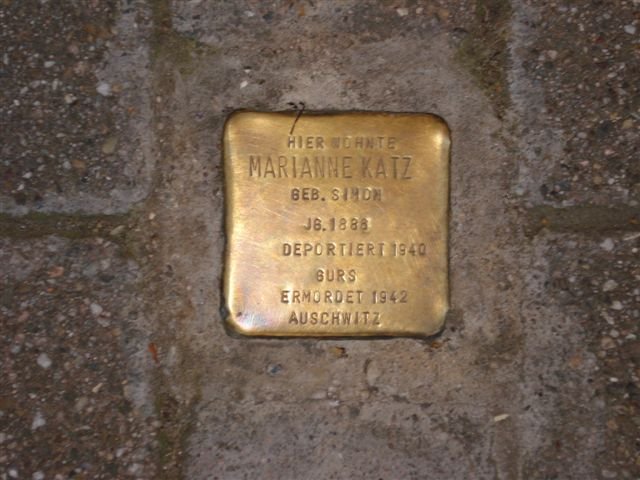 HIER WOHNTE
MARIANNE KATZ
GEB. SIMON
JG. 1888
DEPORTIERT 1940
GURS
ERMORDET 1942
AUSCHWITZ